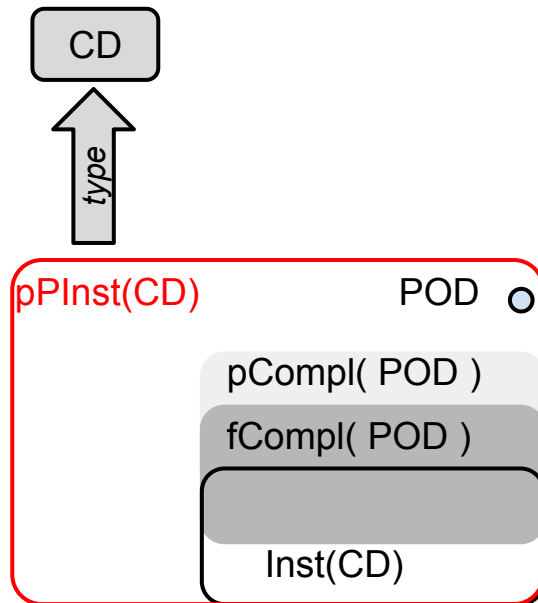 CD
type
pPInst(CD) POD
pCompl( POD )
fCompl( POD )
Inst(CD)